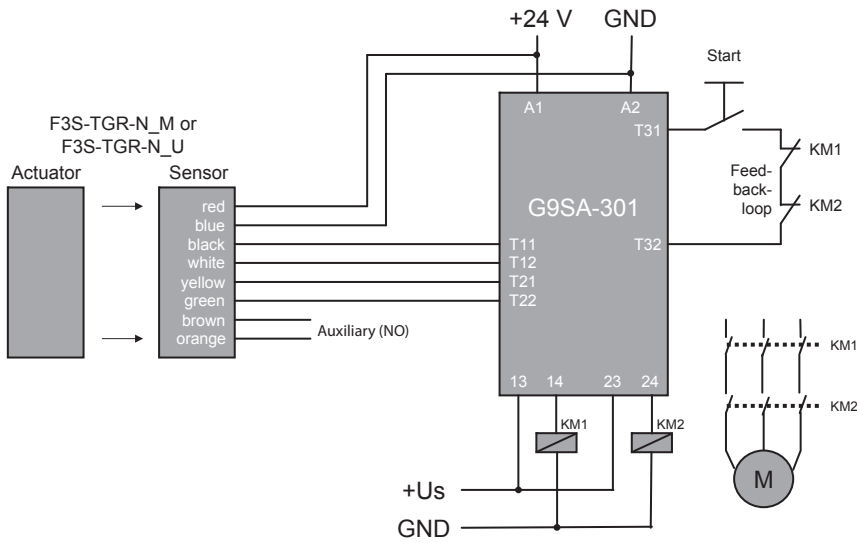 +24 V
GND
Start
F3S-TGR-N_M or
F3S-TGR-N_U
Actuator
Sensor
A1
A2
T31
KM1
Feed-
back-
loop
KM2
G9SA-301
red
blue
black
white
yellow
green
brown
orange
T11
T12
T21
T22
T32
Auxiliary (NO)
13
14
23
24
KM1
KM2
KM1
KM2
M
+Us
GND